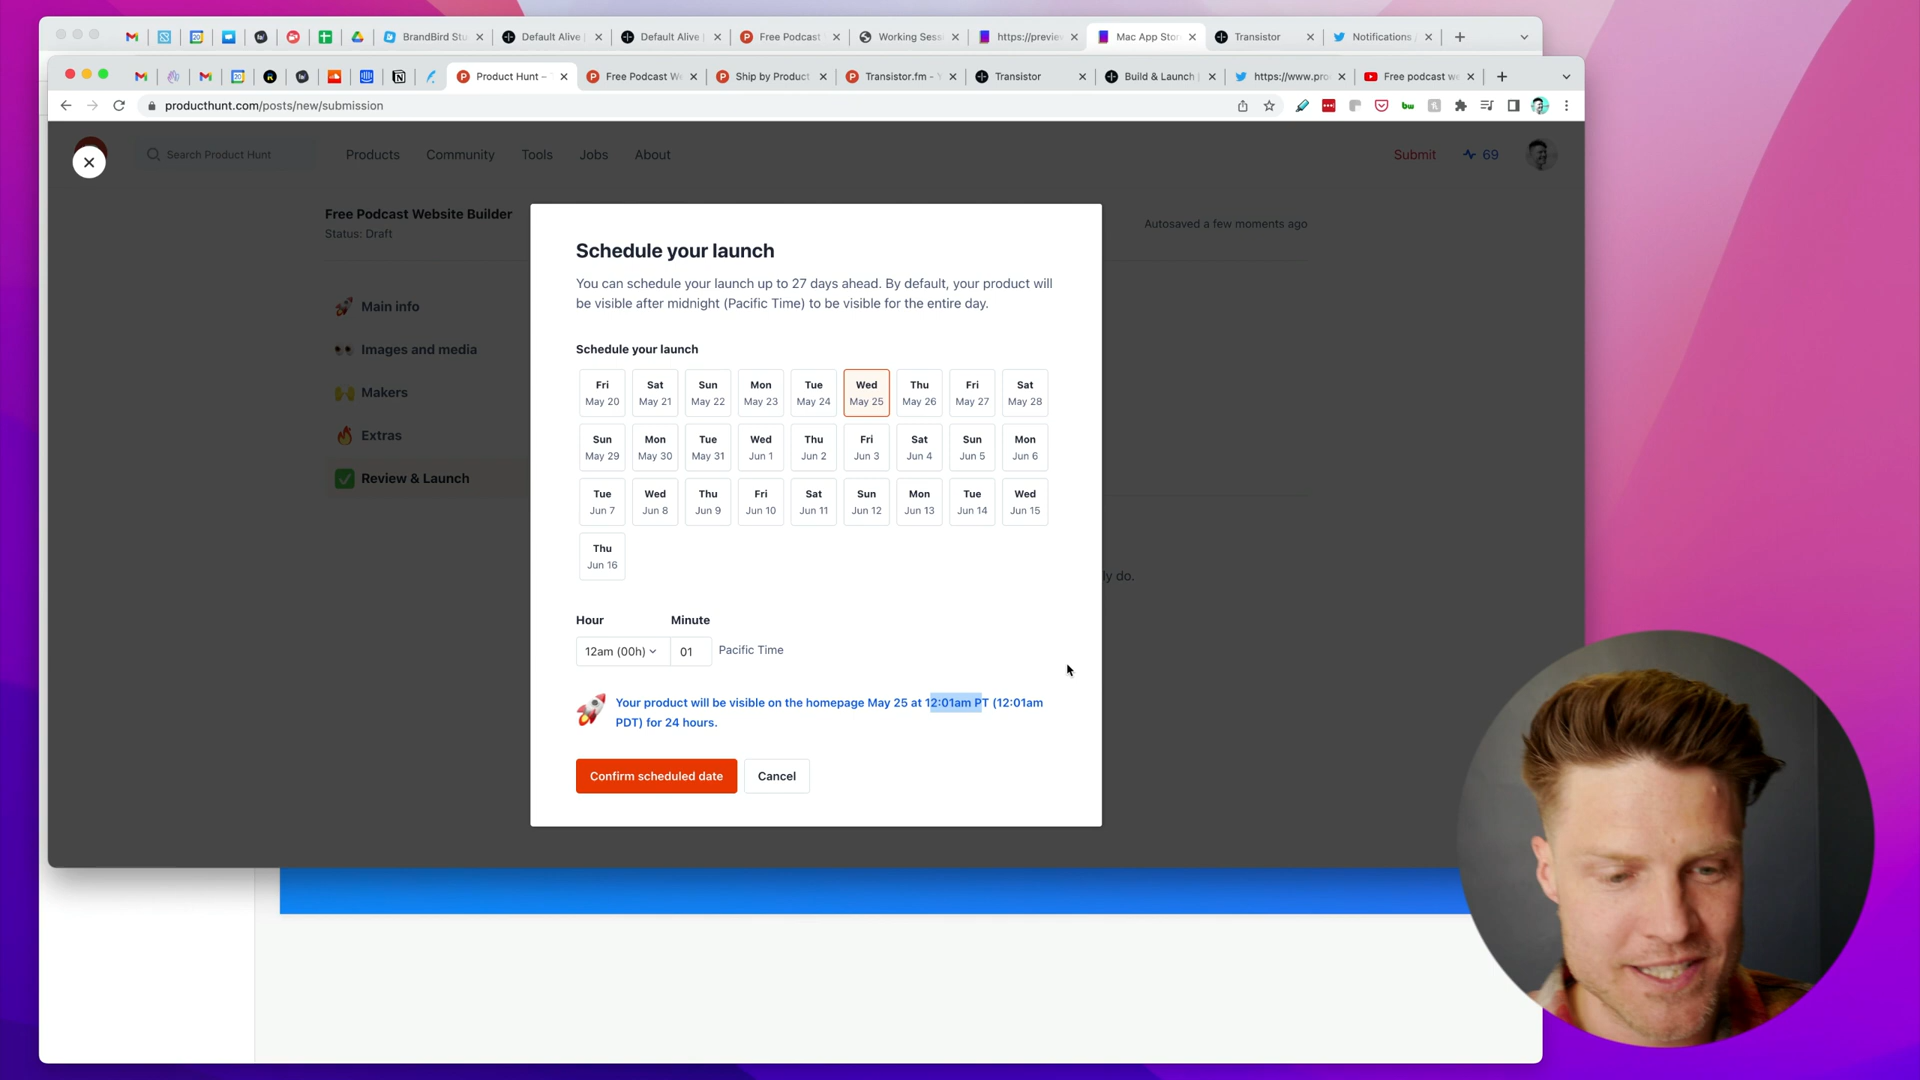 BrandBird Stu
Default Alive
Default Alive
Free Podcast
Working Sess
https://preview
Mac App Stor
Transistor
Notifications /
Product Hunt –
Free Podcast We
Ship by Product
Transistor.fm -
Transistor
Build & Launch
https://www.pro
Free podcast we
producthunt.com/posts/new/submission
Search Product Hunt
Products
Community
Tools
Jobs
About
Submit
69
Free Podcast Website Builder
Status: Draft
Autosaved a few moments ago
Main info
Images and media
Makers
Extras
Review & Launch
Schedule your launch
You can schedule your launch up to 27 days ahead. By default, your product will
be visible after midnight (Pacific Time) to be visible for the entire day.
Schedule your launch
Fri Sat Sun Mon Tue Wed Thu Fri Sat
May 20 May 21 May 22 May 23 May 24 May 25 May 26 May 27 May 28
Sun Mon Tue Wed Thu Fri Sat Sun Mon
May 29 May 30 May 31 Jun 1 Jun 2 Jun 3 Jun 4 Jun 5 Jun 6
Tue Wed Thu Fri Sat Sun Mon Tue Wed
Jun 7 Jun 8 Jun 9 Jun 10 Jun 11 Jun 12 Jun 13 Jun 14 Jun 15
Thu
Jun 16
ly do.
Hour Minute
12am (00h) 01 Pacific Time
Your product will be visible on the homepage May 25 at 12:01am PT (12:01am
PDT) for 24 hours.
Confirm scheduled date
Cancel